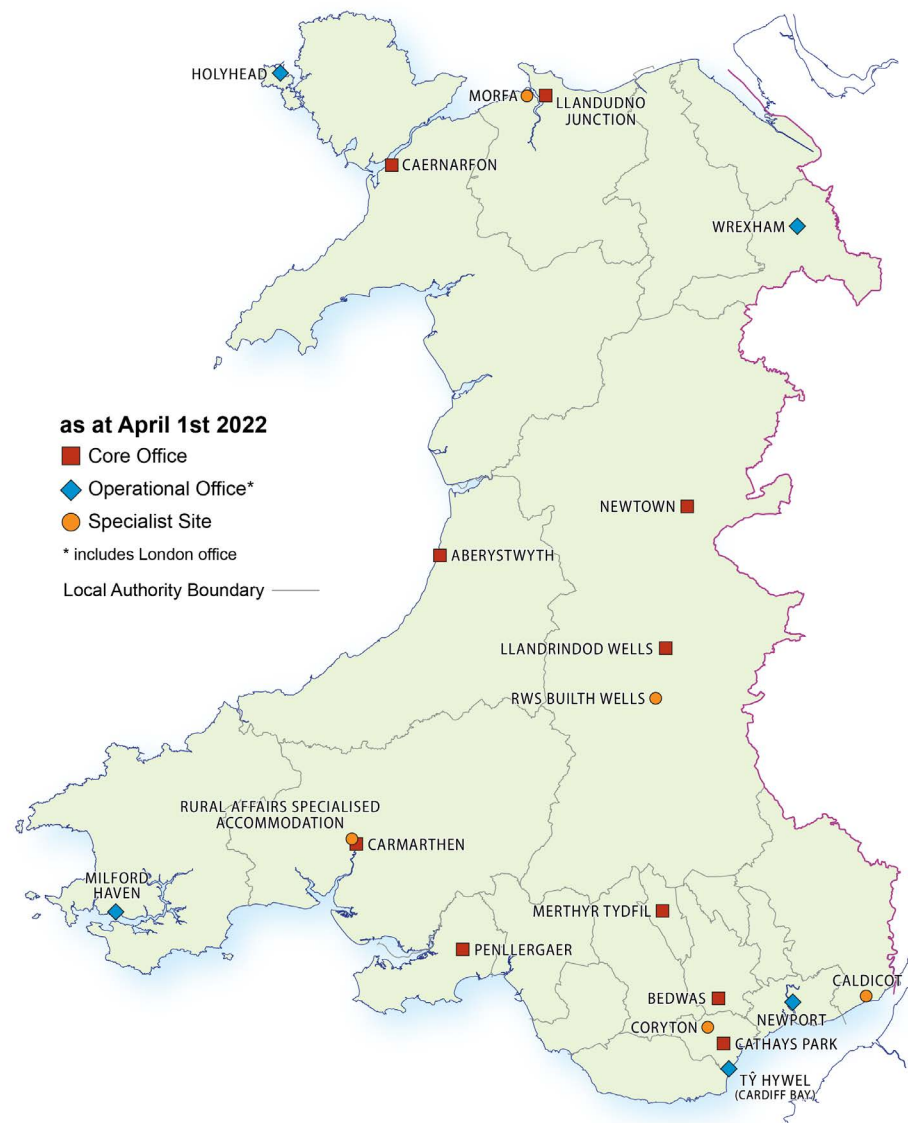 HOLYHEAD
MORFA
LLANDUDNO
JUNCTION
CAERNARFON
WREXHAM
as at April 1st 2022
Core Office
Operational Office*
Specialist Site
* includes London office
Local Authority Boundary
NEWTOWN
ABERYSTWYTH
LLANDRINDOD WELLS
RWS BUILTH WELLS
RURAL AFFAIRS SPECIALISED
ACCOMMODATION
CARMARTHEN
MILFORD
HAVEN
MERTHYR TYDFIL
PENLLERGAER
CALDICOT
BEDWAS
NEWPORT
CORYTON
CATHAYS PARK
TŶ HYWEL
(CARDIFF BAY)